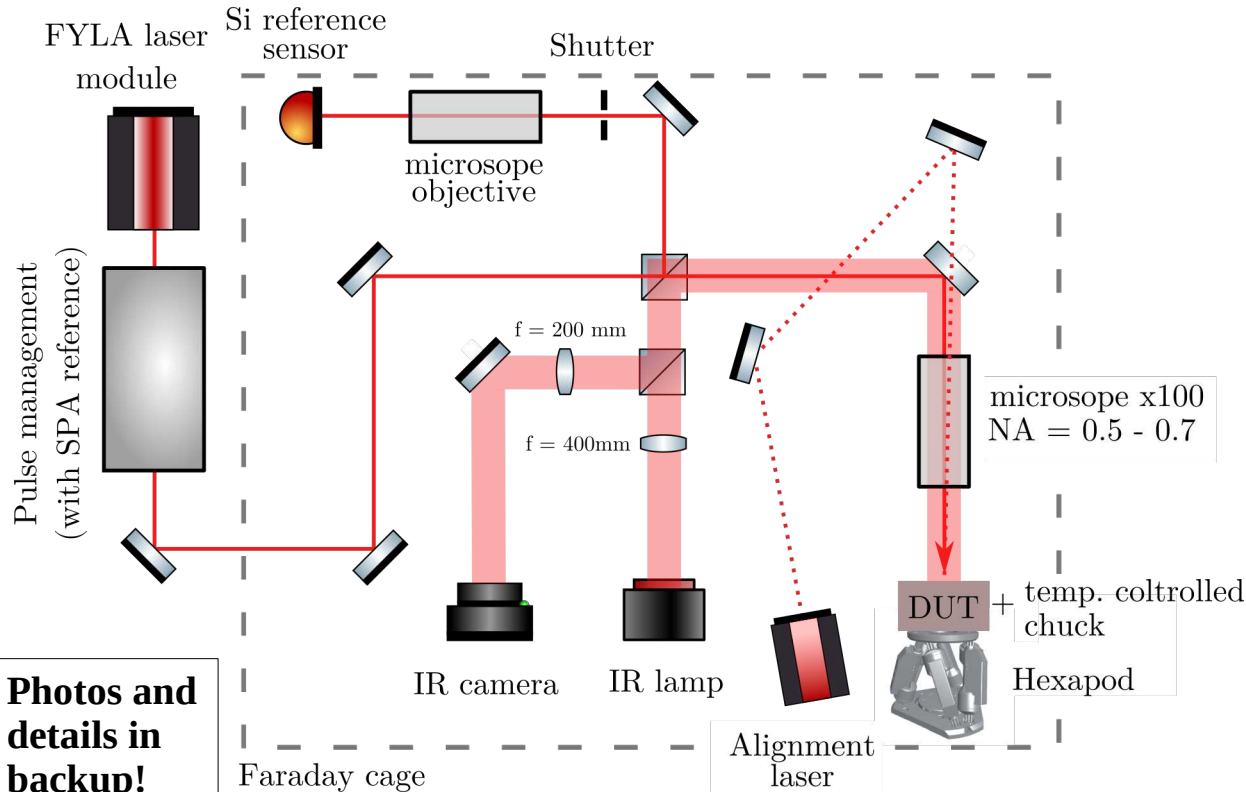 Si reference
sensor
FYLA laser
module
Shutter
microsope
objective
Pulse management
(with SPA reference)
f = 200 mm
f = 400mm
microsope x100
NA = 0.5 - 0.7
DUT
+ temp. coltrolled
chuck
IR camera
IR lamp
Hexapod
Alignment
laser
Photos and
details in
backup!
Faraday cage